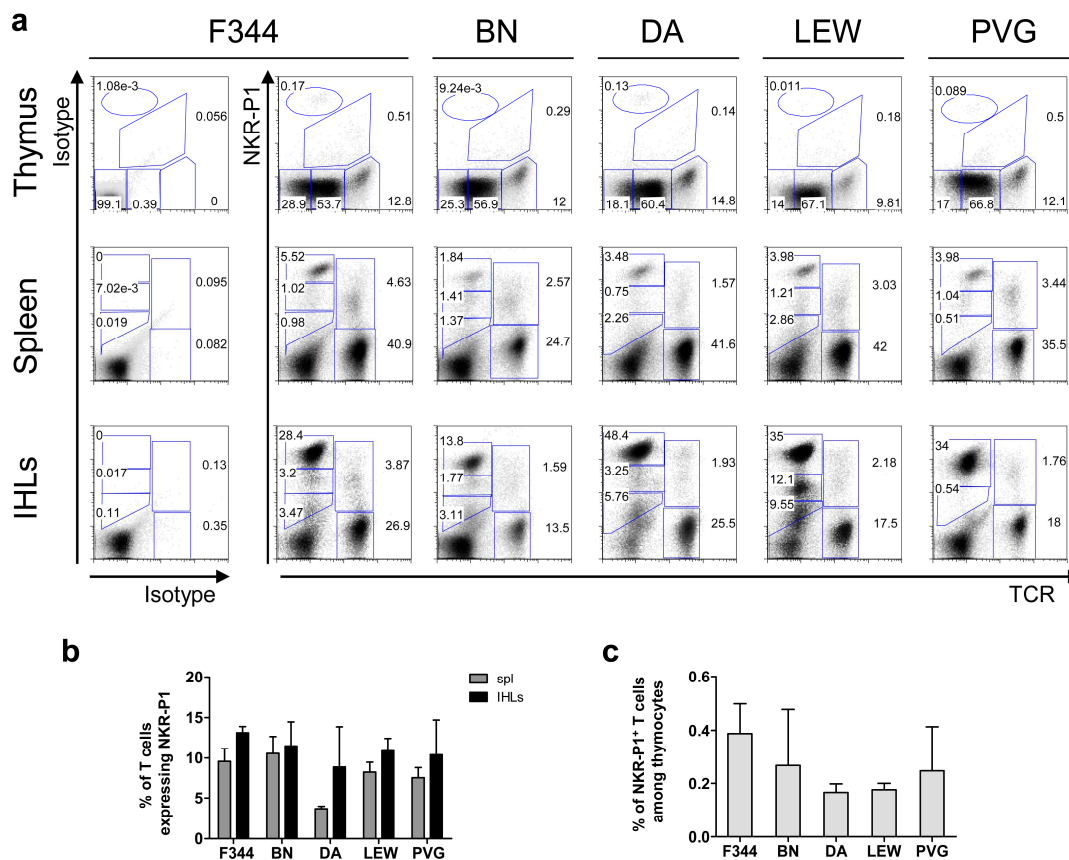 a
F344 BN DA LEW PVG
Thymus
Isotype
NKR-P1
1.08e-3 0.056 99.1 0.39 0
0.17 0.51 28.9 53.7 12.8
9.24e-3 0.29 25.3 56.9 12
0.13 0.14 18.1 60.4 14.8
0.011 0.18 14 67.1 9.81
0.089 0.5 17 66.8 12.1
Spleen
0 7.02e-3 0.019 0.095 0.082
5.52 1.02 0.98 4.63 40.9
1.84 1.41 1.37 2.57 24.7
3.48 0.75 2.26 1.57 41.6
3.98 1.21 2.86 3.03 42
3.98 1.04 0.51 3.44 35.5
IHLs
0 0.017 0.11 0.13 0.35
28.4 3.2 3.47 3.87 26.9
13.8 1.77 3.11 1.59 13.5
48.4 3.25 5.76 1.93 25.5
35 12.1 9.55 2.18 17.5
34 0.54 1.76 18
Isotype
TCR
b
% of T cells
expressing NKR-P1
20
15
10
5
0
F344 BN DA LEW PVG
spl
IHLs
c
% of NKR-P1⁺ T cells
among thymocytes
0.6
0.4
0.2
0.0
F344 BN DA LEW PVG